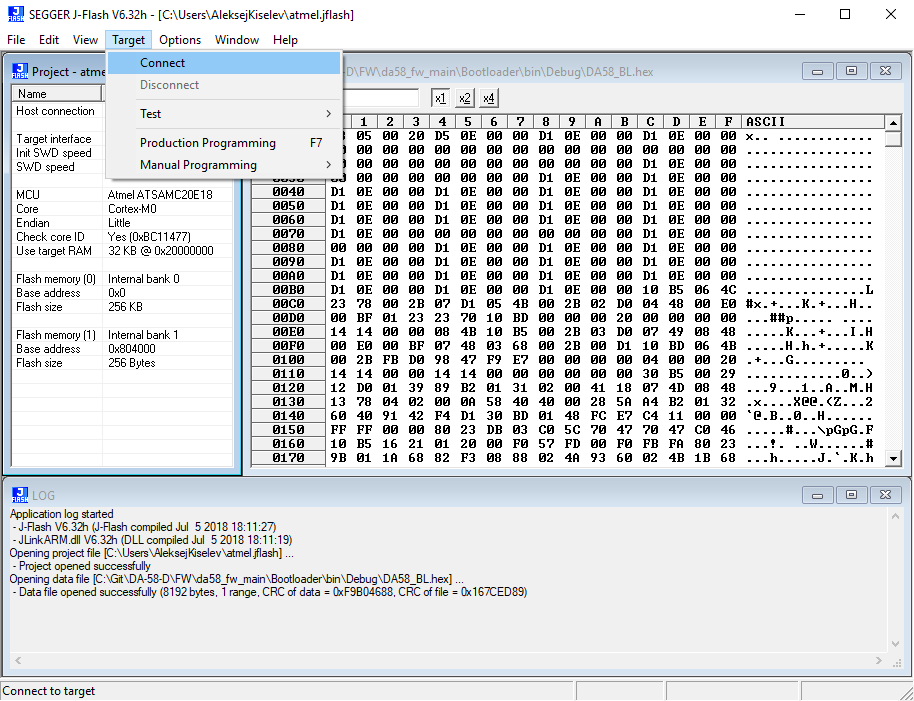 SEGGER J-Flash V6.32h - [C:\Users\AleksejKiselev\atmel.jflash]
File Edit View Target Options Window Help
Connect
Disconnect
Test
Production Programming F7
Manual Programming
Project - atme
Name
Host connection
Target interface
Init SWD speed
SWD speed
MCU Atmel ATSAMC20E18
Core Cortex-M0
Endian Little
Check core ID Yes (0xBC11477)
Use target RAM 32 KB @ 0x20000000
Flash memory (0) Internal bank 0
Base address 0x0
Flash size 256 KB
Flash memory (1) Internal bank 1
Base address 0x804000
Flash size 256 Bytes
-D\FW\da58_fw_main\Bootloader\bin\Debug\DA58_BL.hex
x1 x2 x4
1 2 3 4 5 6 7 8 9 A B C D E F ASCII
05 00 20 D5 0E 00 00 D1 0E 00 00 D1 0E 00 00 x.. ............
00 00 00 00 00 00 00 00 00 00 00 00 00 00 00 ................
00 00 00 00 00 00 00 00 00 00 00 D1 0E 00 00 ................
00 00 00 00 00 00 00 00 00 00 00 00 00 00 00 ................
0040 D1 0E 00 00 D1 0E 00 00 D1 0E 00 00 D1 0E 00 00 ................
0050 D1 0E 00 00 D1 0E 00 00 D1 0E 00 00 D1 0E 00 00 ................
0060 D1 0E 00 00 D1 0E 00 00 D1 0E 00 00 D1 0E 00 00 ................
0070 D1 0E 00 00 D1 0E 00 00 D1 0E 00 00 D1 0E 00 00 ................
0080 00 00 00 00 D1 0E 00 00 D1 0E 00 00 D1 0E 00 00 ................
0090 D1 0E 00 00 D1 0E 00 00 D1 0E 00 00 D1 0E 00 00 ................
00A0 D1 0E 00 00 D1 0E 00 00 D1 0E 00 00 D1 0E 00 00 ................
00B0 D1 0E 00 00 D1 0E 00 00 D1 0E 00 00 10 B5 06 4C ...............L
00C0 23 78 00 2B 07 D1 05 4B 00 2B 02 D0 04 48 00 E0 #x.+...K.+...H..
00D0 00 BF 01 23 23 70 10 BD 00 00 00 20 00 00 00 00 ...##p..... ....
00E0 14 14 00 00 08 4B 10 B5 00 2B 03 D0 07 49 08 48 .....K...+...I.H
00F0 00 E0 00 BF 07 48 03 68 00 2B 00 D1 10 BD 06 4B .....H.h.+.....K
0100 00 2B FB D0 98 47 F9 E7 00 00 00 00 04 00 00 20 .+...G.........
0110 14 14 00 00 14 14 00 00 00 00 00 00 30 B5 00 29 ............0..)
0120 12 D0 01 39 89 B2 01 31 02 00 41 18 07 4D 08 48 ...9...1..A..M.H
0130 13 78 04 02 00 0A 58 40 40 00 28 5A A4 B2 01 32 .x....X@@.(Z...2
0140 60 40 91 42 F4 D1 30 BD 01 48 FC E7 C4 11 00 00 `@.B..0..H......
0150 FF FF 00 00 80 23 DB 03 C0 5C 70 47 70 47 C0 46 .....#...\pGpG.F
0160 10 B5 16 21 01 20 00 F0 57 FD 00 F0 FB FA 80 23 ...!. ..W......#
0170 9B 01 1A 68 82 F3 08 88 02 4A 93 60 02 4B 1B 68 ...h.....J.`.K.h
LOG
Application log started
- J-Flash V6.32h (J-Flash compiled Jul 5 2018 18:11:27)
- JLinkARM.dll V6.32h (DLL compiled Jul 5 2018 18:11:19)
Opening project file [C:\Users\AleksejKiselev\atmel.jflash] ...
- Project opened successfully
Opening data file [C:\Git\DA-58-D\FW\da58_fw_main\Bootloader\bin\Debug\DA58_BL.hex] ...
- Data file opened successfully (8192 bytes, 1 range, CRC of data = 0xF9B04688, CRC of file = 0x167CED89)
Connect to target